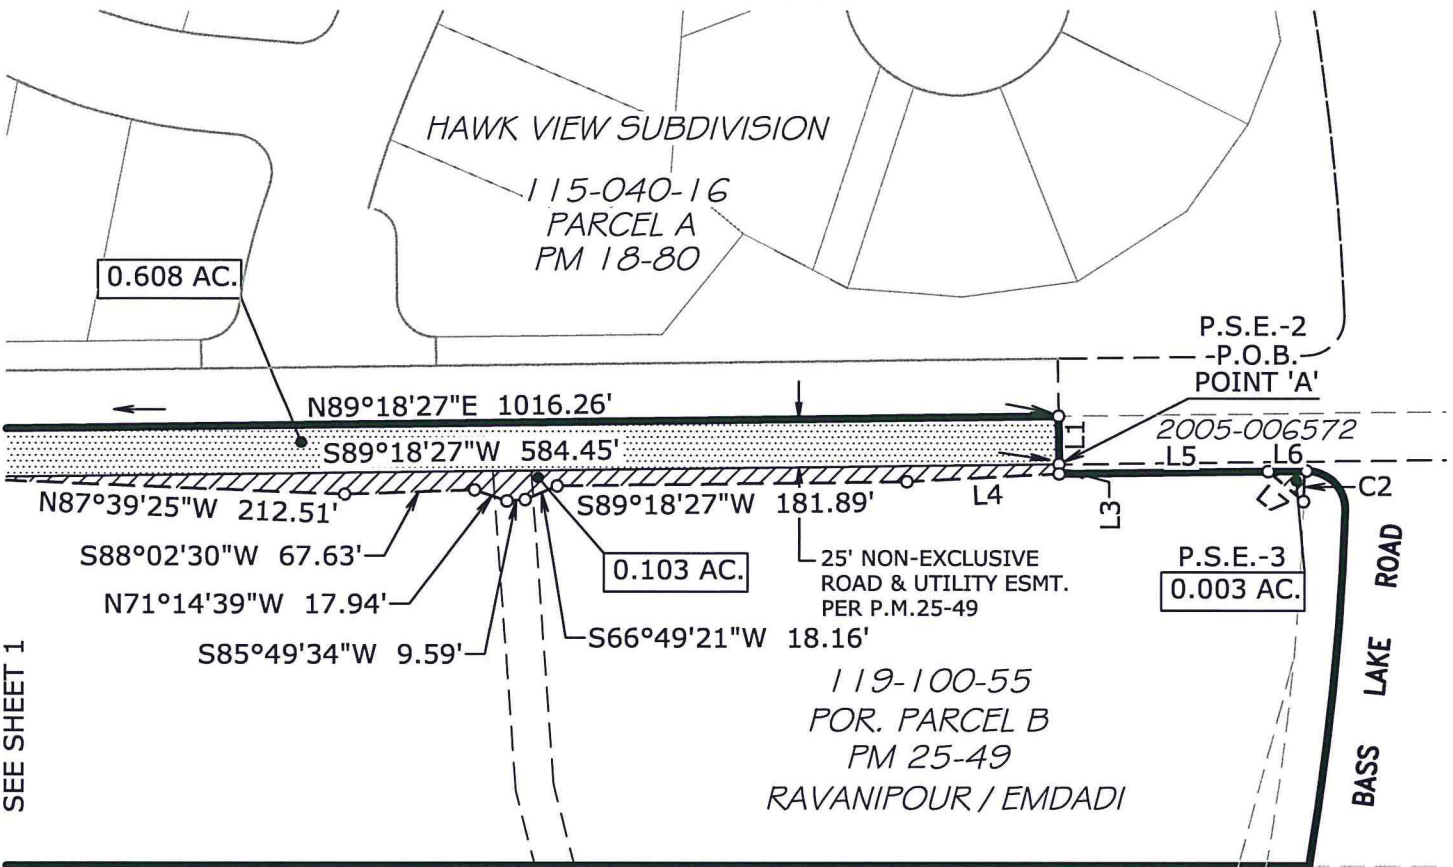 HAWK VIEW SUBDIVISION
115-040-16
PARCEL A
PM 18-80
0.608 AC.
P.S.E.-2
P.O.B.
POINT 'A'
N89°18'27"E 1016.26'
L1
2005-006572
S89°18'27"W 584.45'
L5
L6
C2
N87°39'25"W 212.51'
S89°18'27"W 181.89'
L4
L3
S88°02'30"W 67.63'
0.103 AC.
25' NON-EXCLUSIVE
ROAD & UTILITY ESMT.
PER P.M.25-49
P.S.E.-3
0.003 AC.
N71°14'39"W 17.94'
S85°49'34"W 9.59'
S66°49'21"W 18.16'
119-100-55
POR. PARCEL B
PM 25-49
RAVANIPOUR / EMDADI
SEE SHEET 1
BASS LAKE ROAD